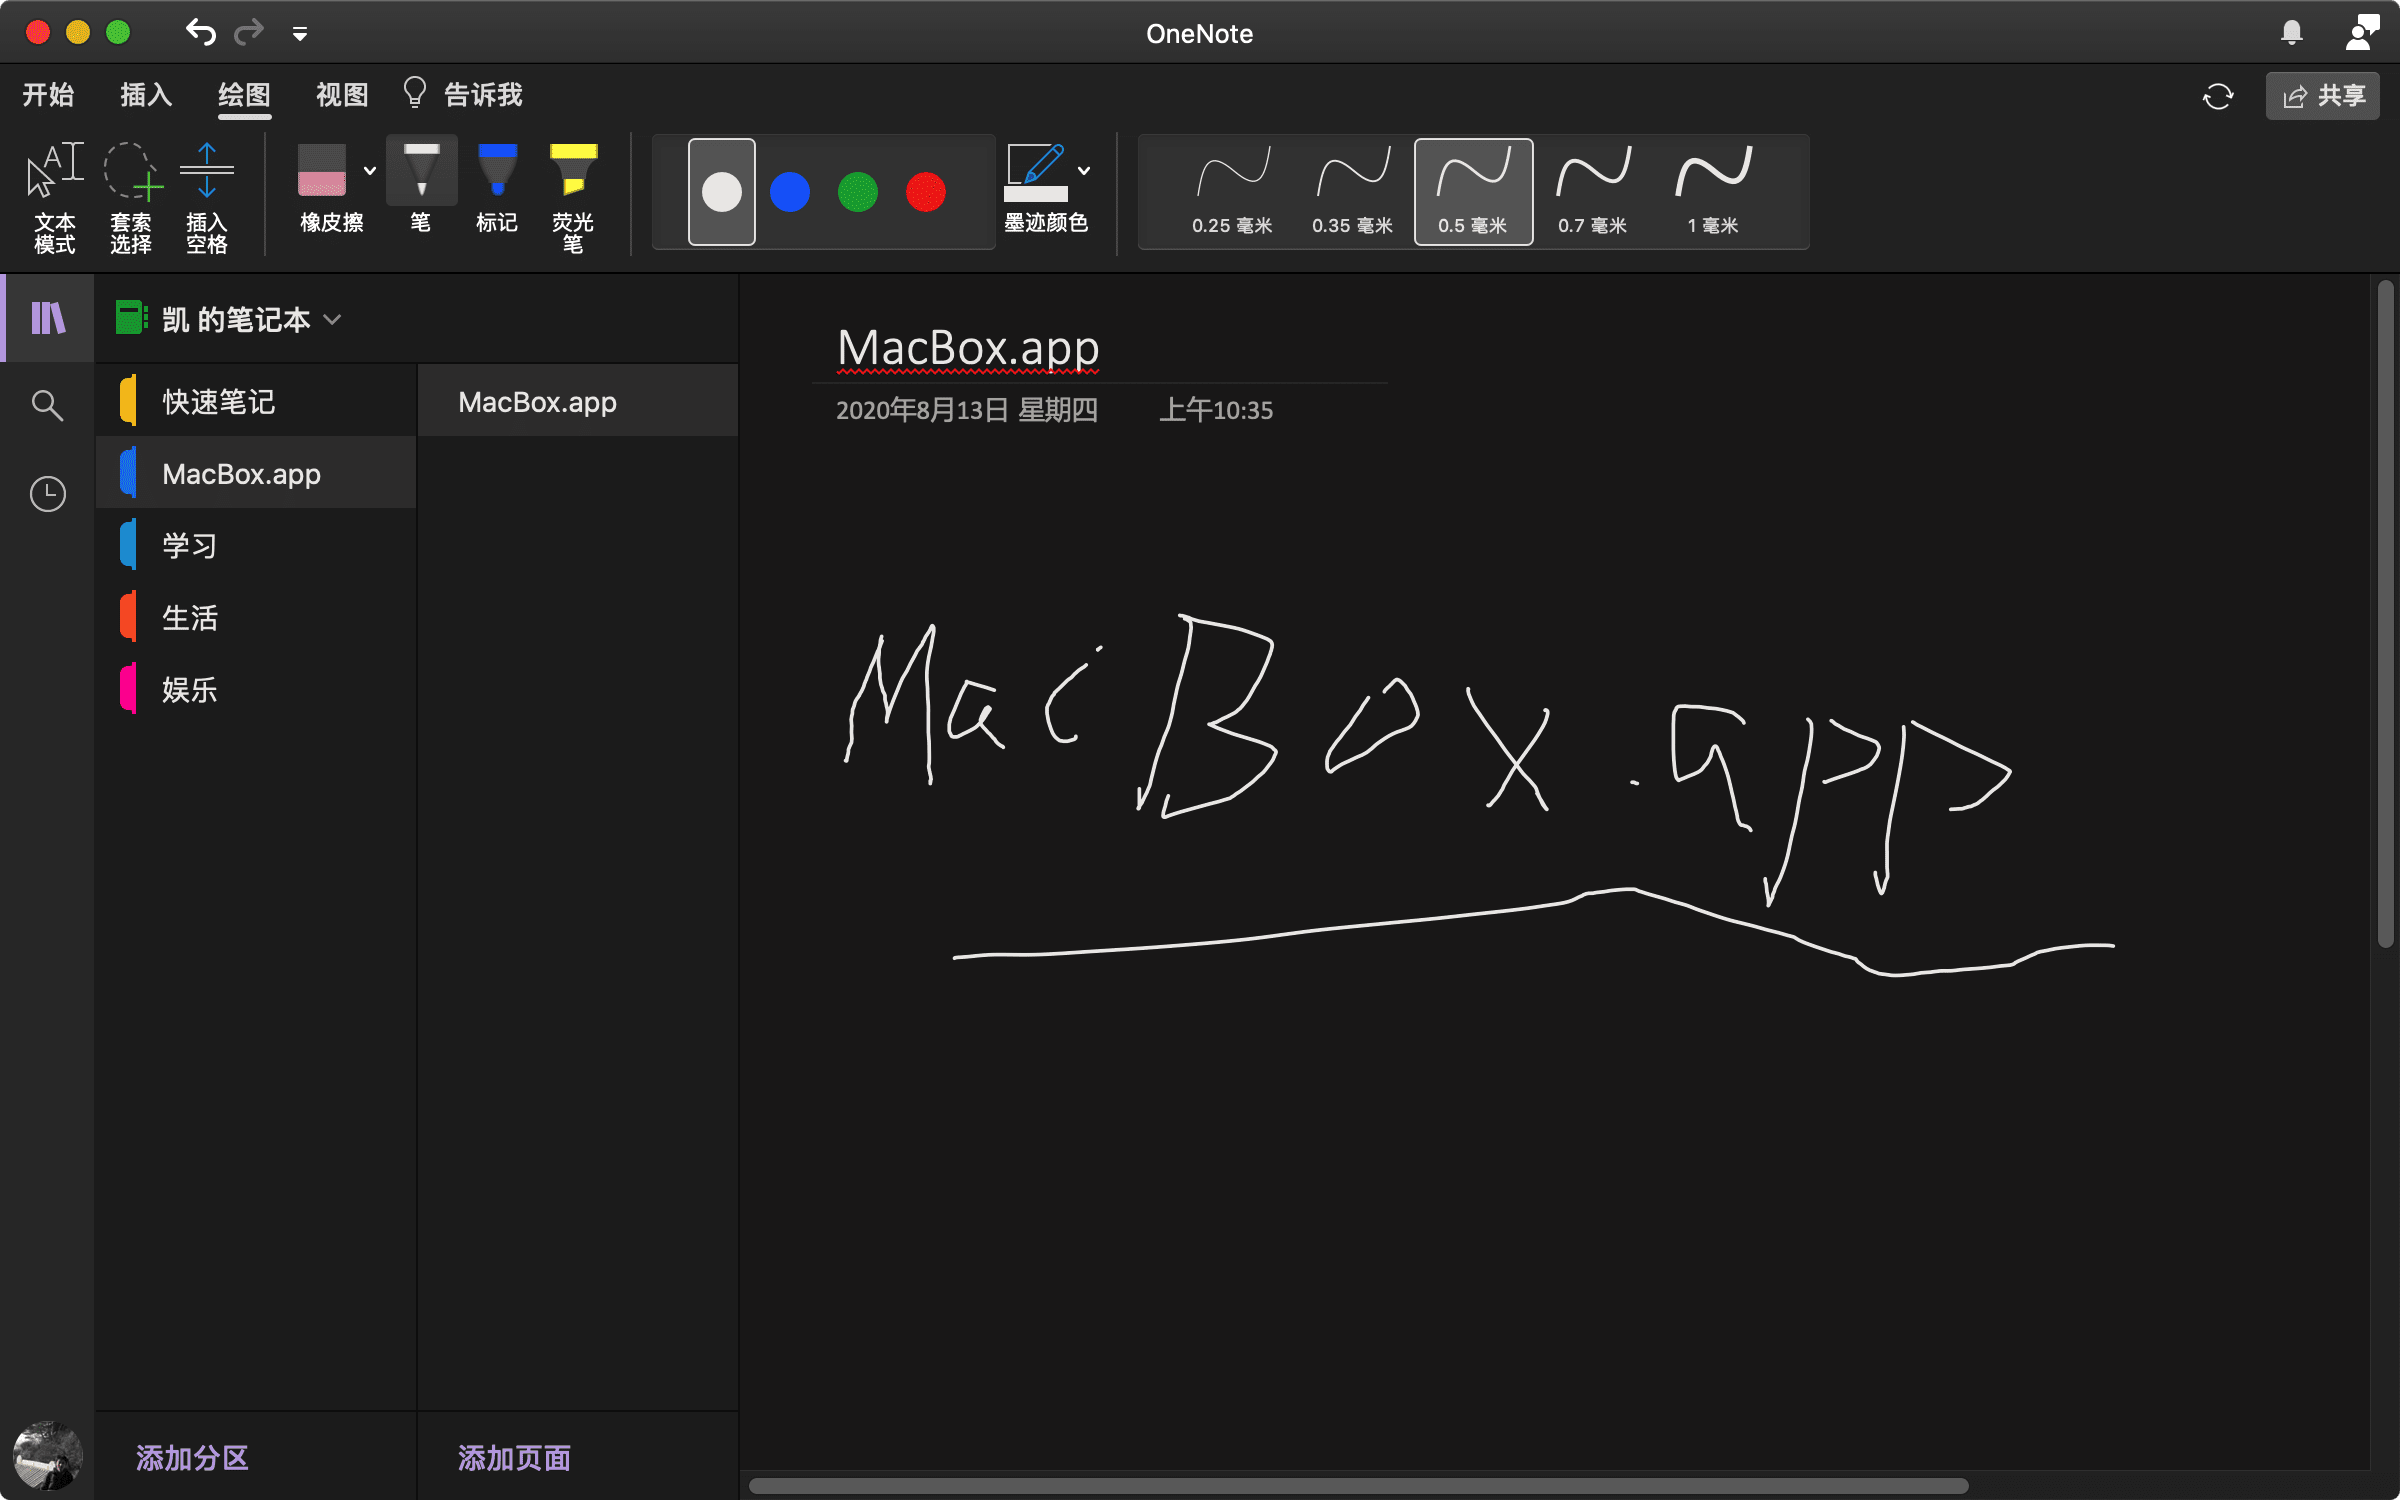 OneNote
开始 插入 绘图 视图 告诉我 共享
文本模式 套索选择 插入空格 橡皮擦 笔 标记 荧光笔 墨迹颜色 0.25 毫米 0.35 毫米 0.5 毫米 0.7 毫米 1 毫米
凯 的笔记本
快速笔记
MacBox.app
学习
生活
娱乐
添加分区
MacBox.app
添加页面
MacBox.app
2020年8月13日 星期四 上午10:35
MacBox.app